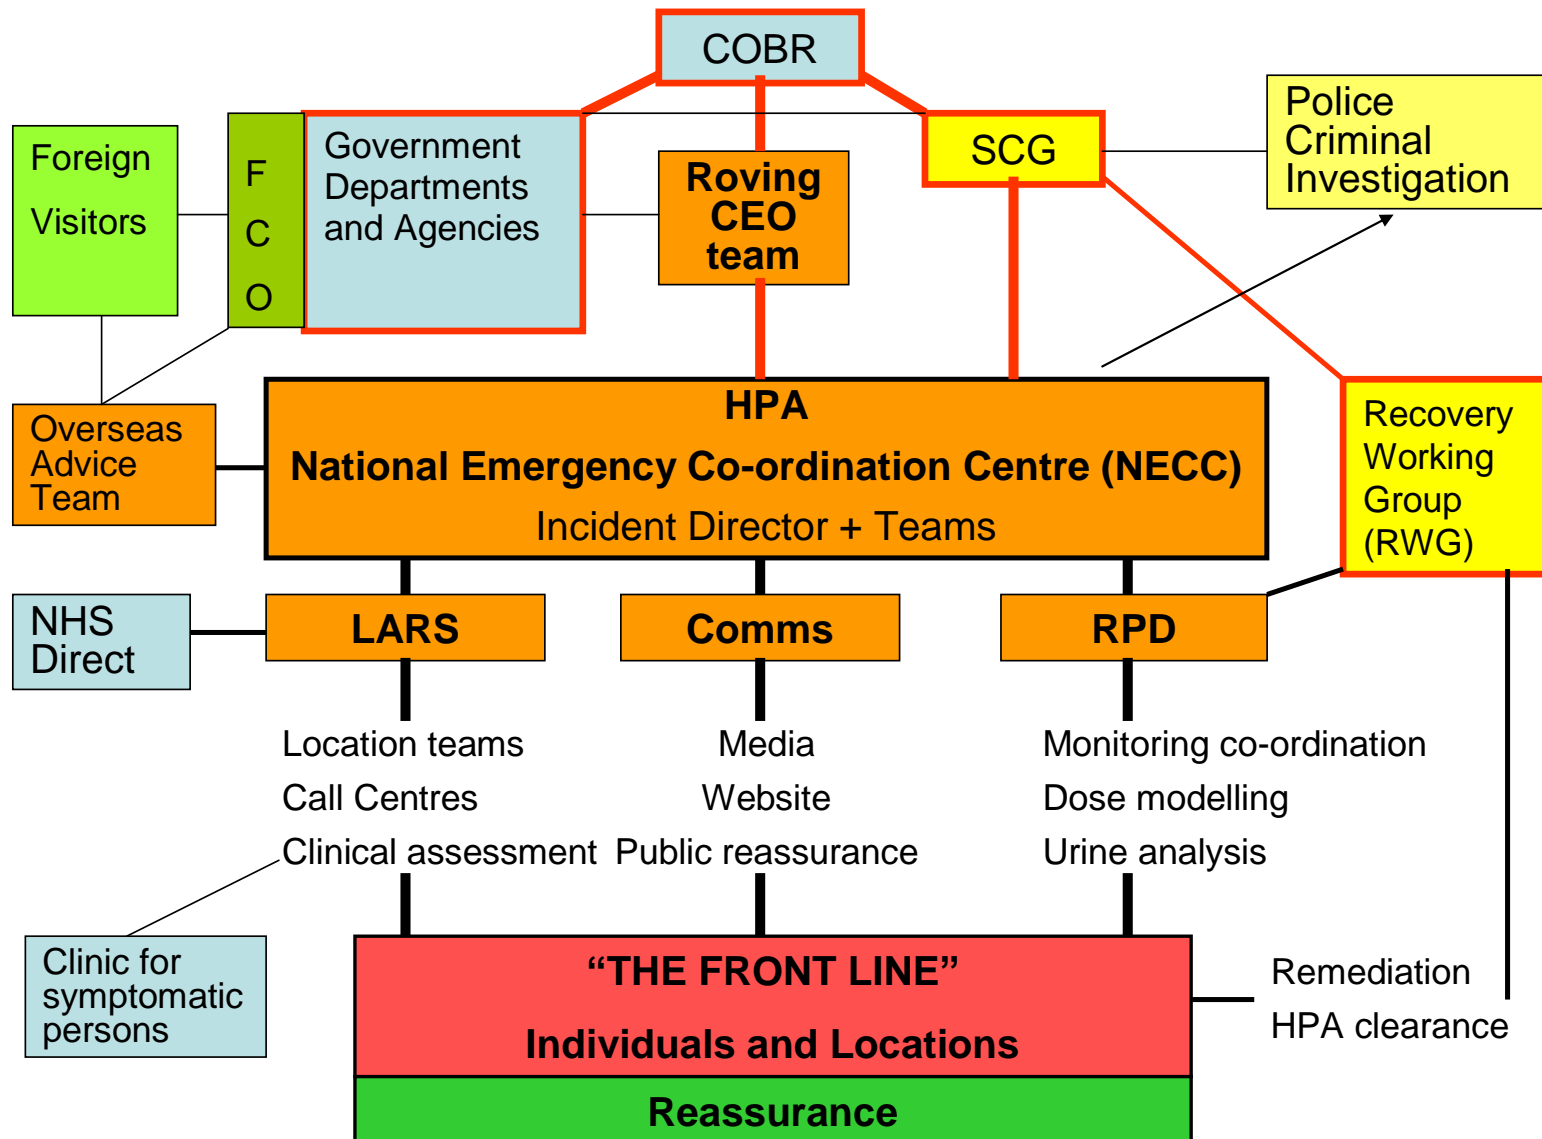 COBR
Foreign
Visitors
F
C
O
Government
Departments
and Agencies
Roving
CEO
team
SCG
Police
Criminal
Investigation
HPA
National Emergency Co-ordination Centre (NECC)
Incident Director + Teams
Overseas
Advice
Team
Recovery
Working
Group
(RWG)
NHS
Direct
LARS
Comms
RPD
Location teams
Call Centres
Clinical assessment
Media
Website
Public reassurance
Monitoring co-ordination
Dose modelling
Urine analysis
Clinic for
symptomatic
persons
“THE FRONT LINE”
Individuals and Locations
Remediation
HPA clearance
Reassurance